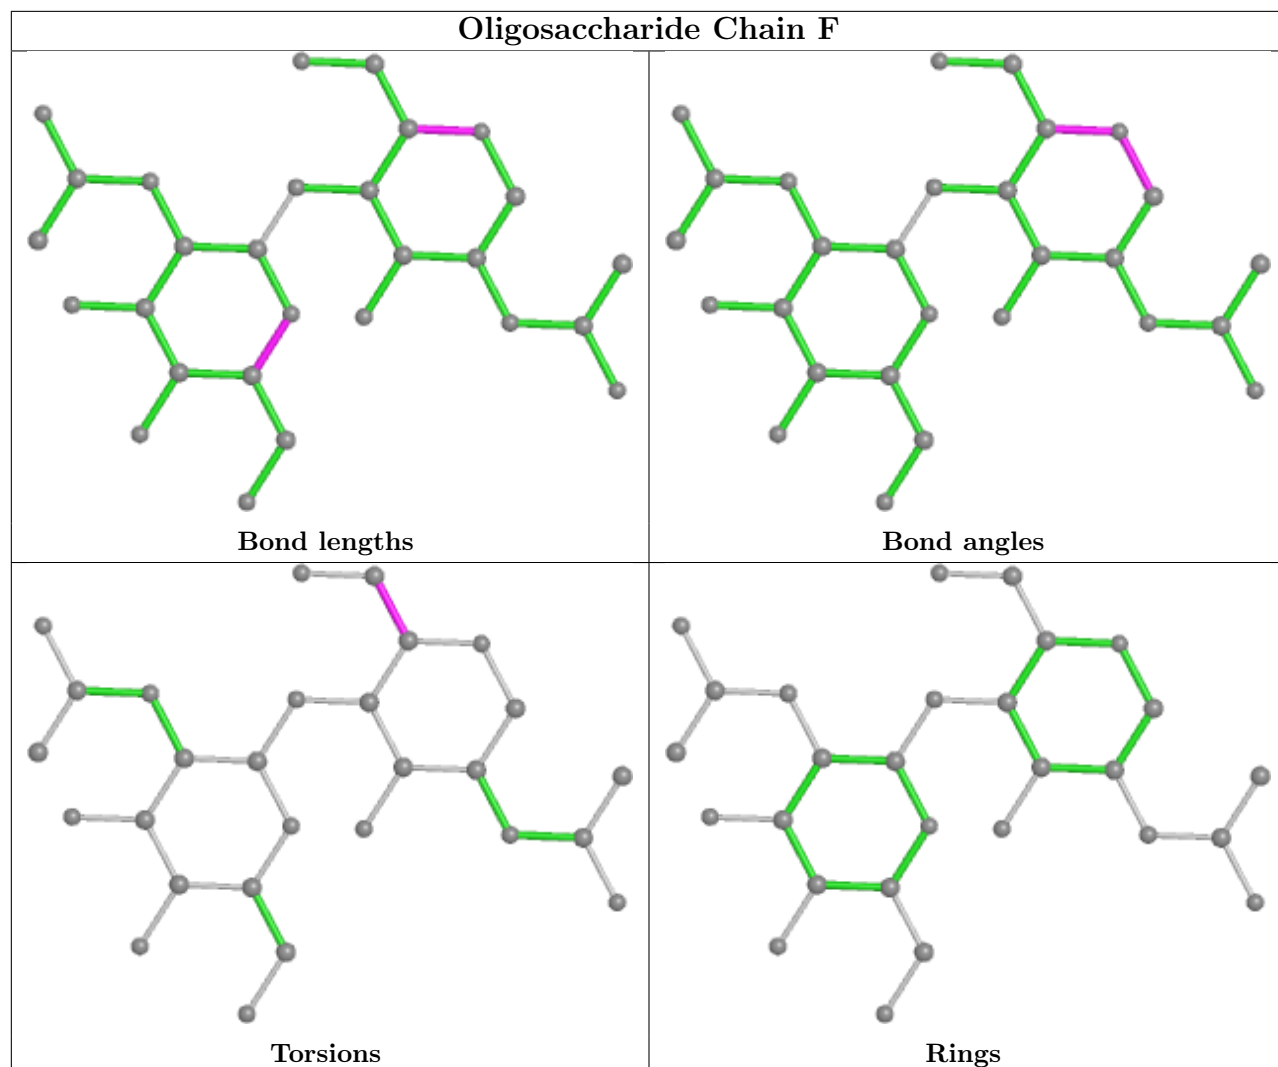 Oligosaccharide Chain F
Bond lengths
Bond angles
Torsions
Rings